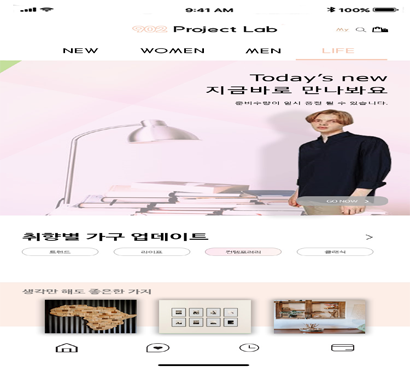 9:41 AM 100%
Project Lab My
NEW WOMEN MEN LIFE
Today's new
지금바로 만나봐요
준비수량이 일시 품절 될 수 있습니다.
GO NOW >
취향별 가구 업데이트 >
트렌드 라이프 컨템포러리 클래식
생각만 해도 좋은한 가지